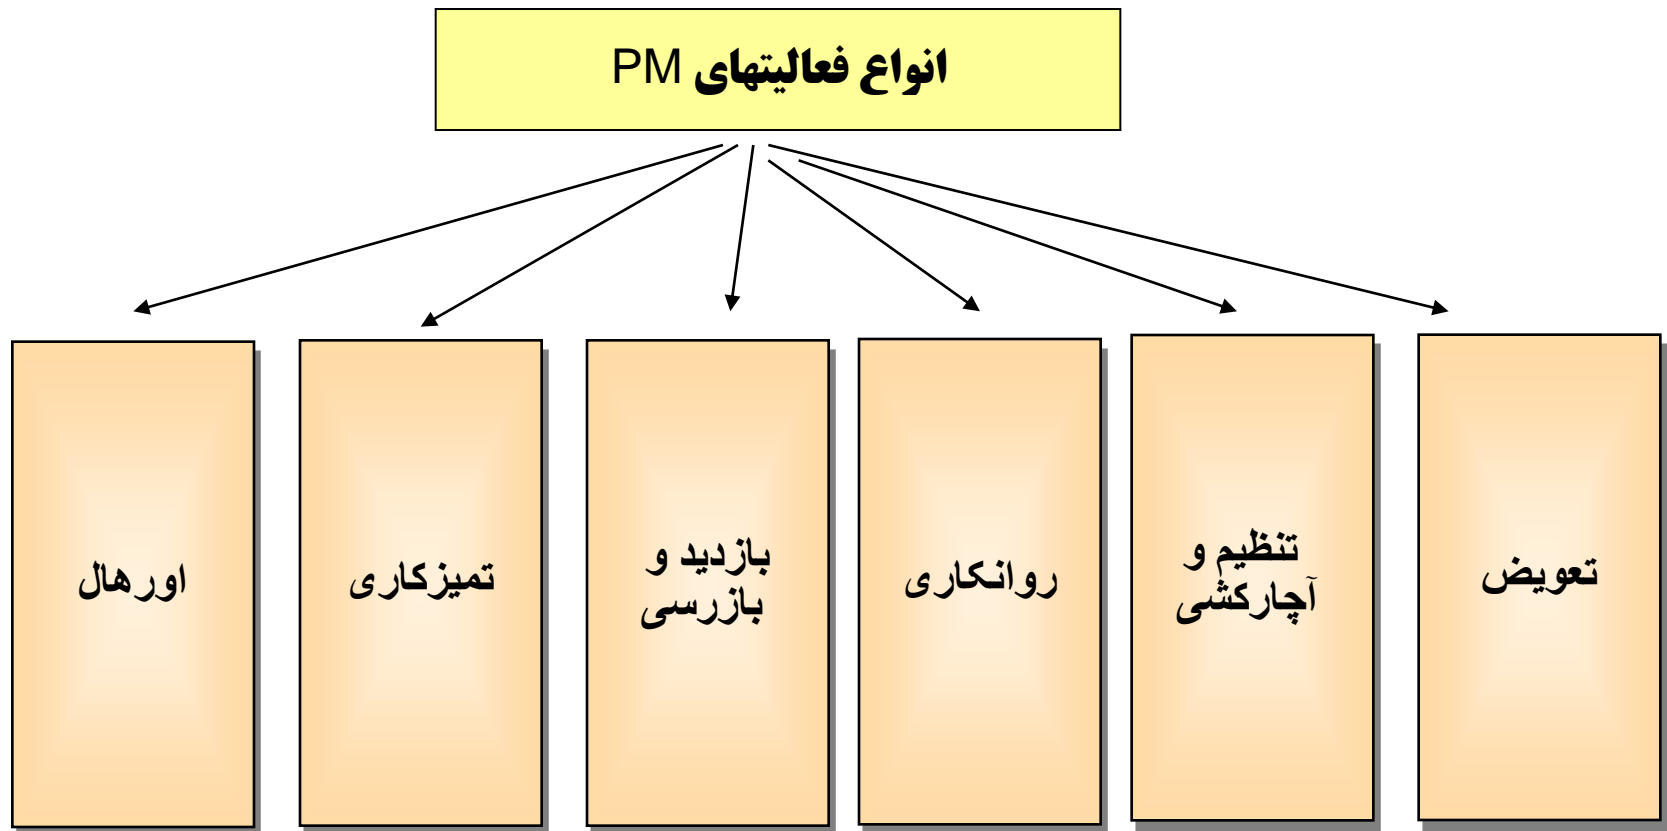 انواع فعالیتهای PM
تعویض
تنظیم و
آچارکشی
روانکاری
بازدید و
بازرسی
تمیزکاری
اورهال